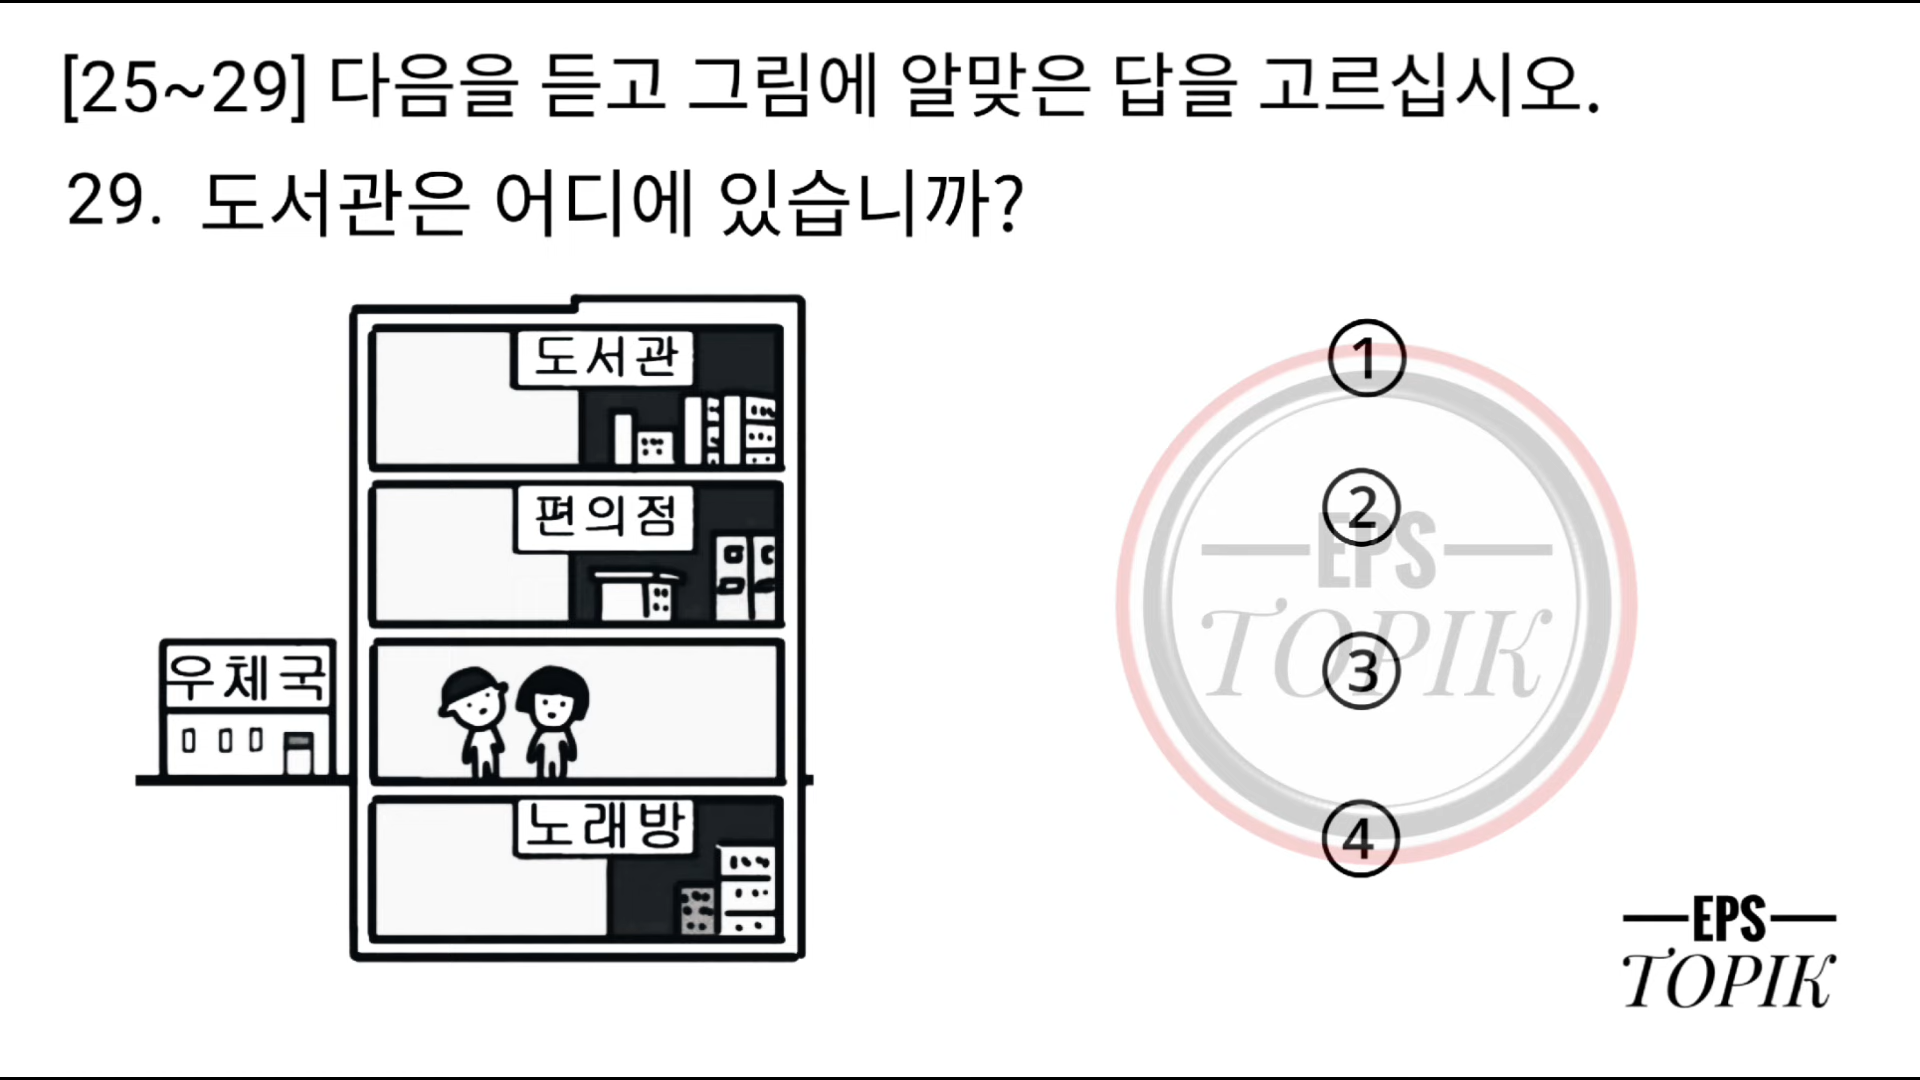 [25~29] 다음을 듣고 그림에 알맞은 답을 고르십시오.
29. 도서관은 어디에 있습니까?
도서관
편의점
우체국
노래방
①
②
③
④
EPS
TOPIK
EPS
TOPIK